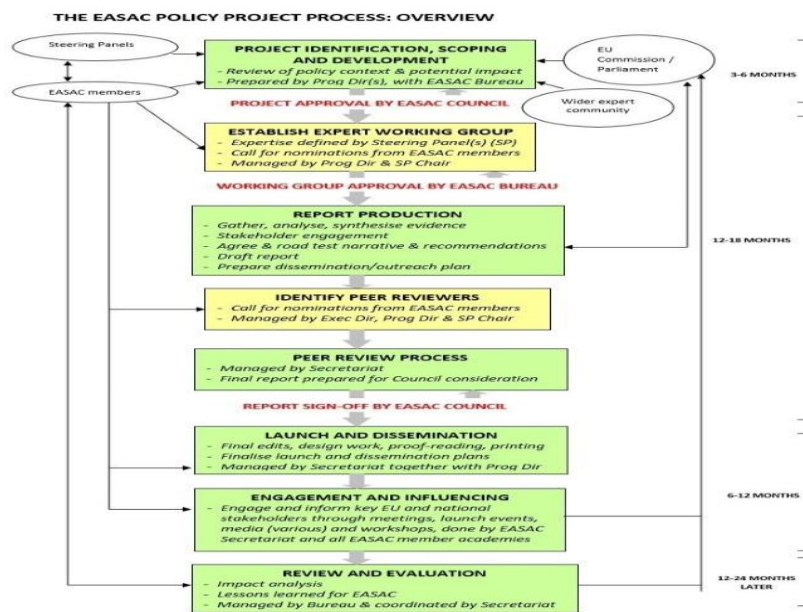 THE EASAC POLICY PROJECT PROCESS: OVERVIEW
Steering Panels
EASAC members
PROJECT IDENTIFICATION, SCOPING
AND DEVELOPMENT
- Review of policy context & potential impact
- Prepared by Prog Dir(s), with EASAC Bureau
EU
Commission /
Parliament
Wider expert
community
3-6 MONTHS
PROJECT APPROVAL BY EASAC COUNCIL
ESTABLISH EXPERT WORKING GROUP
- Expertise defined by Steering Panel(s) (SP)
- Call for nominations from EASAC members
- Managed by Prog Dir & SP Chair
WORKING GROUP APPROVAL BY EASAC BUREAU
REPORT PRODUCTION
- Gather, analyse, synthesise evidence
- Stakeholder engagement
- Agree & road test narrative & recommendations
- Draft report
- Prepare dissemination/outreach plan
12-18 MONTHS
IDENTIFY PEER REVIEWERS
- Call for nominations from EASAC members
- Managed by Exec Dir, Prog Dir & SP Chair
PEER REVIEW PROCESS
- Managed by Secretariat
- Final report prepared for Council consideration
REPORT SIGN-OFF BY EASAC COUNCIL
LAUNCH AND DISSEMINATION
- Final edits, design work, proof-reading, printing
- Finalise launch and dissemination plans
- Managed by Secretariat together with Prog Dir
ENGAGEMENT AND INFLUENCING
- Engage and inform key EU and national
stakeholders through meetings, launch events,
media (various) and workshops, done by EASAC
Secretariat and all EASAC member academies
6-12 MONTHS
REVIEW AND EVALUATION
- Impact analysis
- Lessons learned for EASAC
- Managed by Bureau & coordinated by Secretariat
12-24 MONTHS
LATER